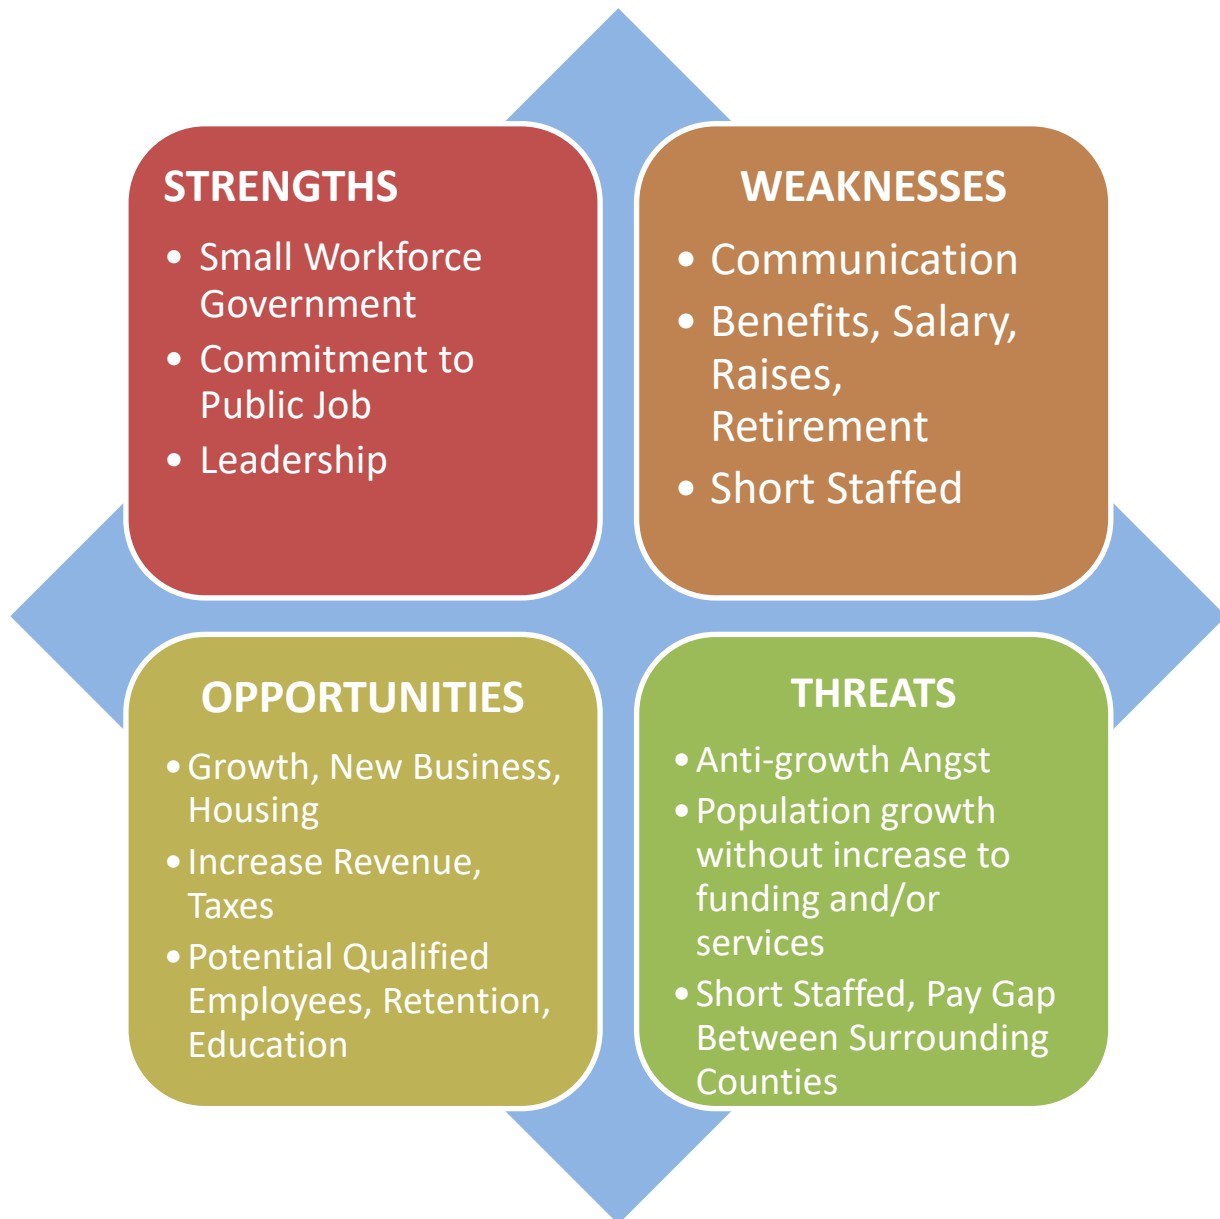 STRENGTHS
• Small Workforce
Government
• Commitment to
Public Job
• Leadership
WEAKNESSES
• Communication
• Benefits, Salary,
Raises,
Retirement
• Short Staffed
OPPORTUNITIES
• Growth, New Business,
Housing
• Increase Revenue,
Taxes
• Potential Qualified
Employees, Retention,
Education
THREATS
• Anti-growth Angst
• Population growth
without increase to
funding and/or
services
• Short Staffed, Pay Gap
Between Surrounding
Counties